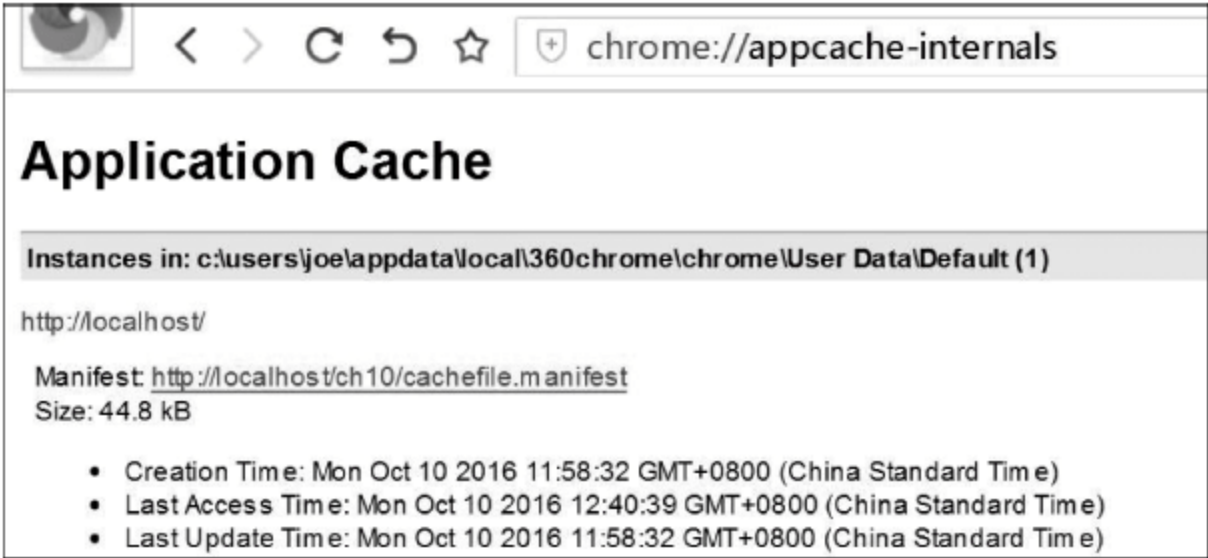 chrome://appcache-internals
Application Cache
Instances in: c:\users\joe\appdata\local\360chrome\chrome\User Data\Default (1)
http://localhost/
Manifest: http://localhost/ch10/cachefile.manifest
Size: 44.8 kB
• Creation Time: Mon Oct 10 2016 11:58:32 GMT+0800 (China Standard Time)
• Last Access Time: Mon Oct 10 2016 12:40:39 GMT+0800 (China Standard Time)
• Last Update Time: Mon Oct 10 2016 11:58:32 GMT+0800 (China Standard Time)